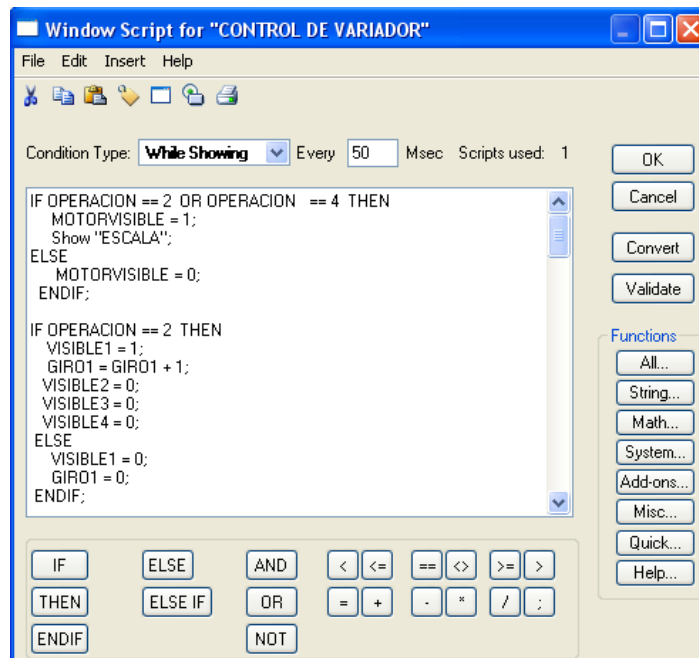 Window Script for "CONTROL DE VARIADOR"
File Edit Insert Help
Condition Type: While Showing Every 50 Msec Scripts used: 1
OK
Cancel
Convert
Validate
IF OPERACION == 2 OR OPERACION == 4 THEN
MOTORVISIBLE = 1;
Show "ESCALA";
ELSE
MOTORVISIBLE = 0;
ENDIF;
IF OPERACION == 2 THEN
VISIBLE1 = 1;
GIRO1 = GIRO1 + 1;
VISIBLE2 = 0;
VISIBLE3 = 0;
VISIBLE4 = 0;
ELSE
VISIBLE1 = 0;
GIRO1 = 0;
ENDIF;
Functions
All...
String...
Math...
System...
Add-ons...
Misc...
Quick...
Help...
IF ELSE AND < <= == <> >= >
THEN ELSE IF OR = + - * / ;
ENDIF NOT